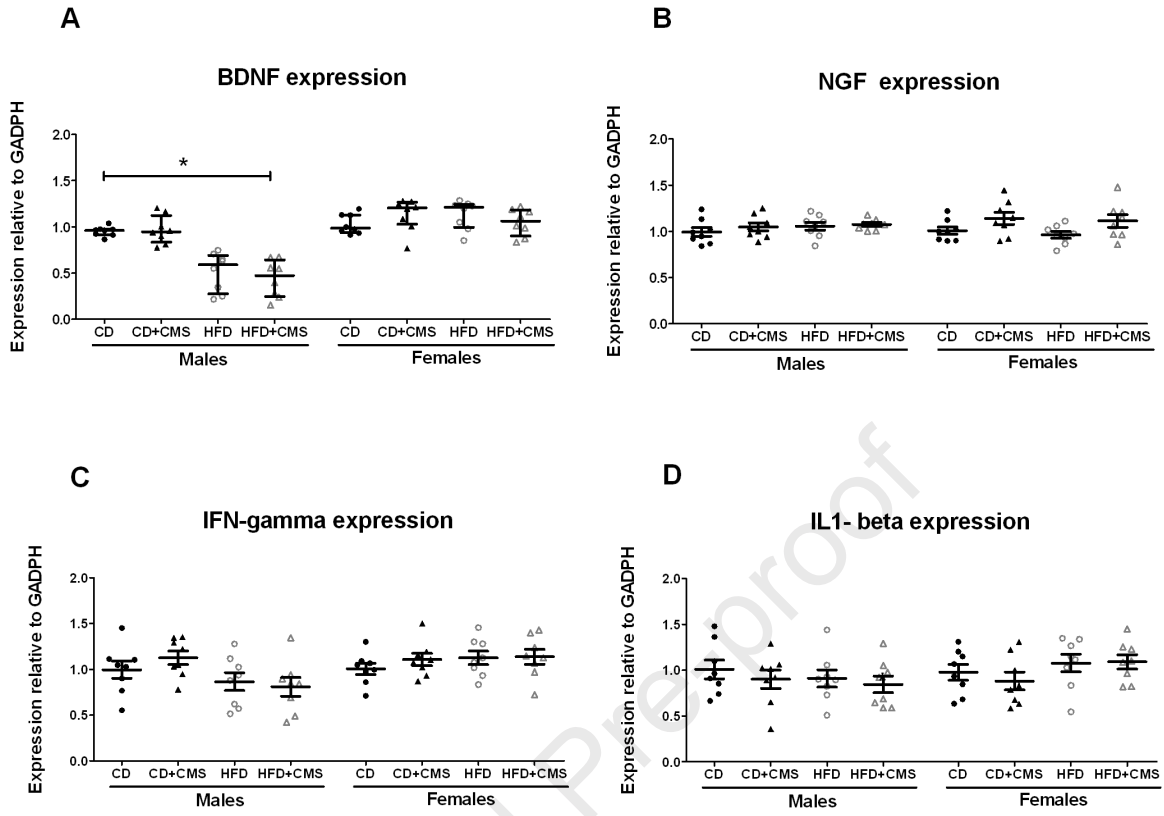 A
BDNF expression
Expression relative to GADPH
2.0
1.5
1.0
0.5
0.0
*
CD CD+CMS HFD HFD+CMS CD CD+CMS HFD HFD+CMS
Males Females
B
NGF expression
Expression relative to GADPH
2.0
1.5
1.0
0.5
0.0
CD CD+CMS HFD HFD+CMS CD CD+CMS HFD HFD+CMS
Males Females
C
IFN-gamma expression
Expression relative to GADPH
2.0
1.5
1.0
0.5
0.0
CD CD+CMS HFD HFD+CMS CD CD+CMS HFD HFD+CMS
Males Females
D
IL1- beta expression
Expression relative to GADPH
2.0
1.5
1.0
0.5
0.0
CD CD+CMS HFD HFD+CMS CD CD+CMS HFD HFD+CMS
Males Females
Pre-proof